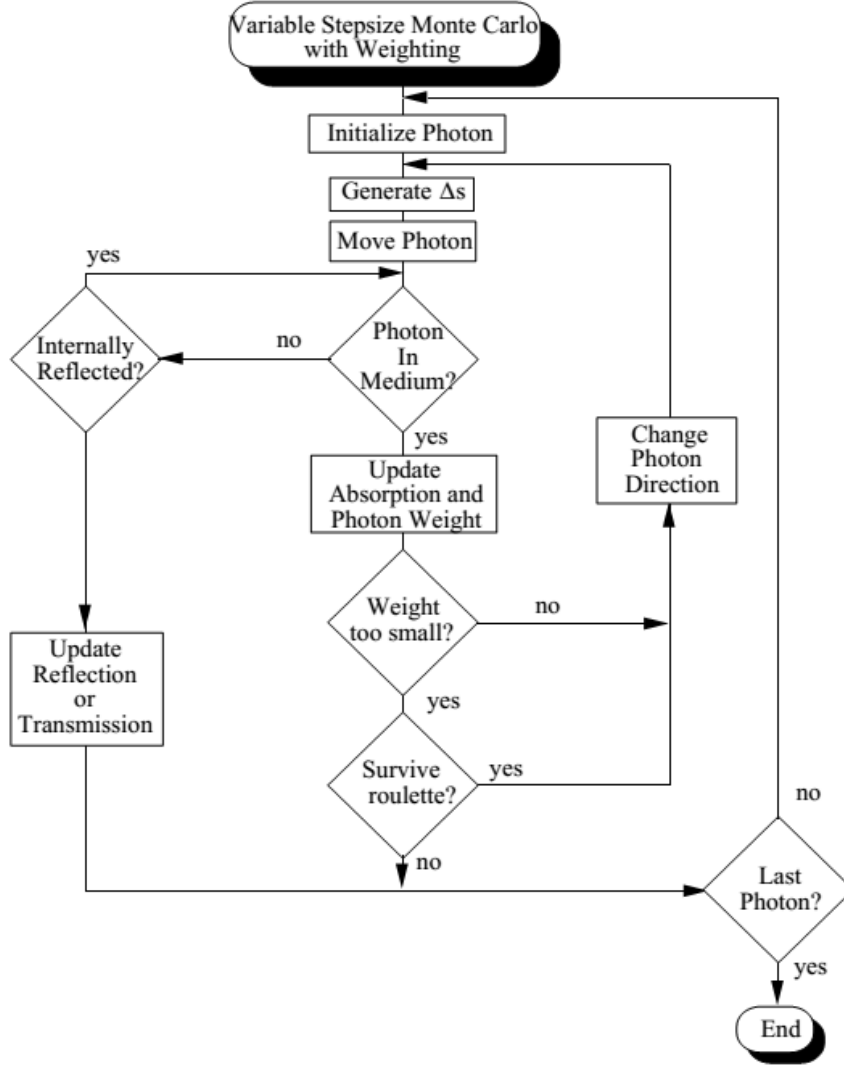 Variable Stepsize Monte Carlo
with Weighting
Initialize Photon
Generate Δs
Move Photon
yes
Internally
Reflected?
no
Photon
In
Medium?
yes
Change
Photon
Direction
Update
Absorption and
Photon Weight
Weight
too small?
no
Update
Reflection
or
Transmission
yes
Survive
roulette?
yes
no
no
Last
Photon?
yes
End